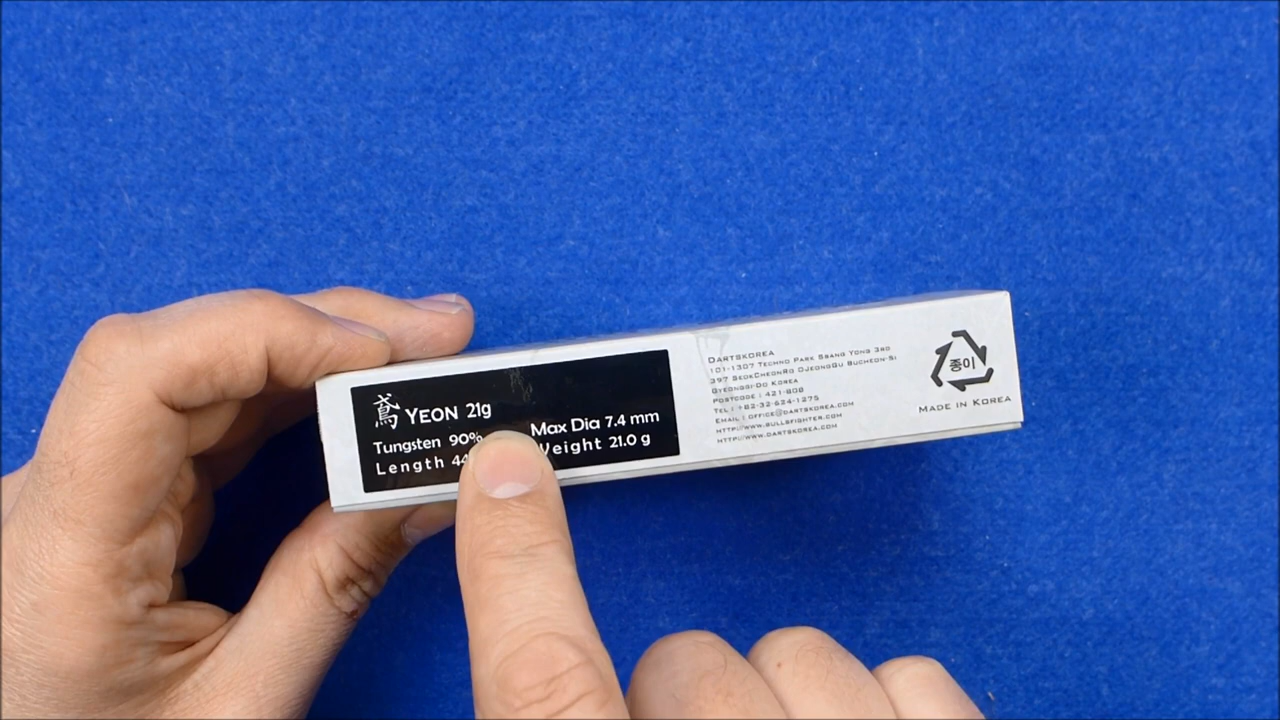 鳶 YEON 21g
Tungsten 90%
Max Dia 7.4 mm
Length 44
Weight 21.0 g
DARTSKOREA
101-1307 TECHNO PARK SSANG YONG 3RD
397 SEOKCHEONRO OJEONGGU BUCHEON-SI
GYEONGGI-DO KOREA
POSTCODE : 421-808
TEL : +82-32-624-1275
EMAIL : OFFICE@DARTSKOREA.COM
HTTP://WWW.BULLSFIGHTER.COM
HTTP://WWW.DARTSKOREA.COM
종이
MADE IN KOREA